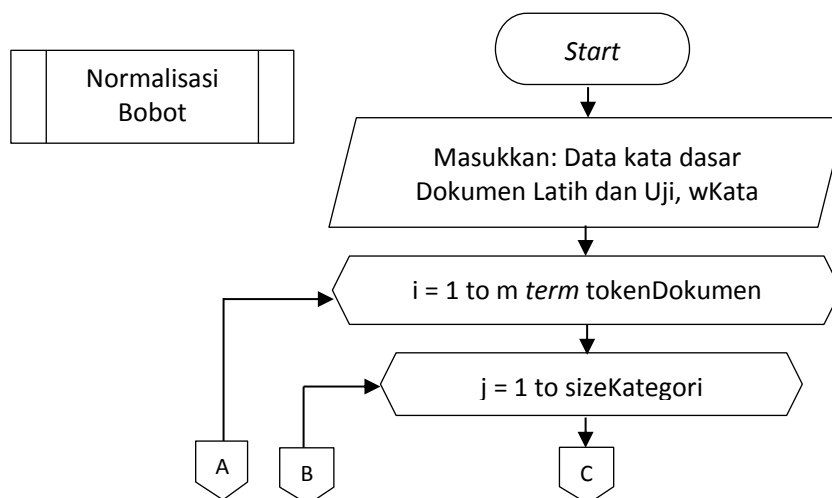 Normalisasi
Bobot
Start
Masukkan: Data kata dasar
Dokumen Latih dan Uji, wKata
i = 1 to m term tokenDokumen
j = 1 to sizeKategori
A
B
C